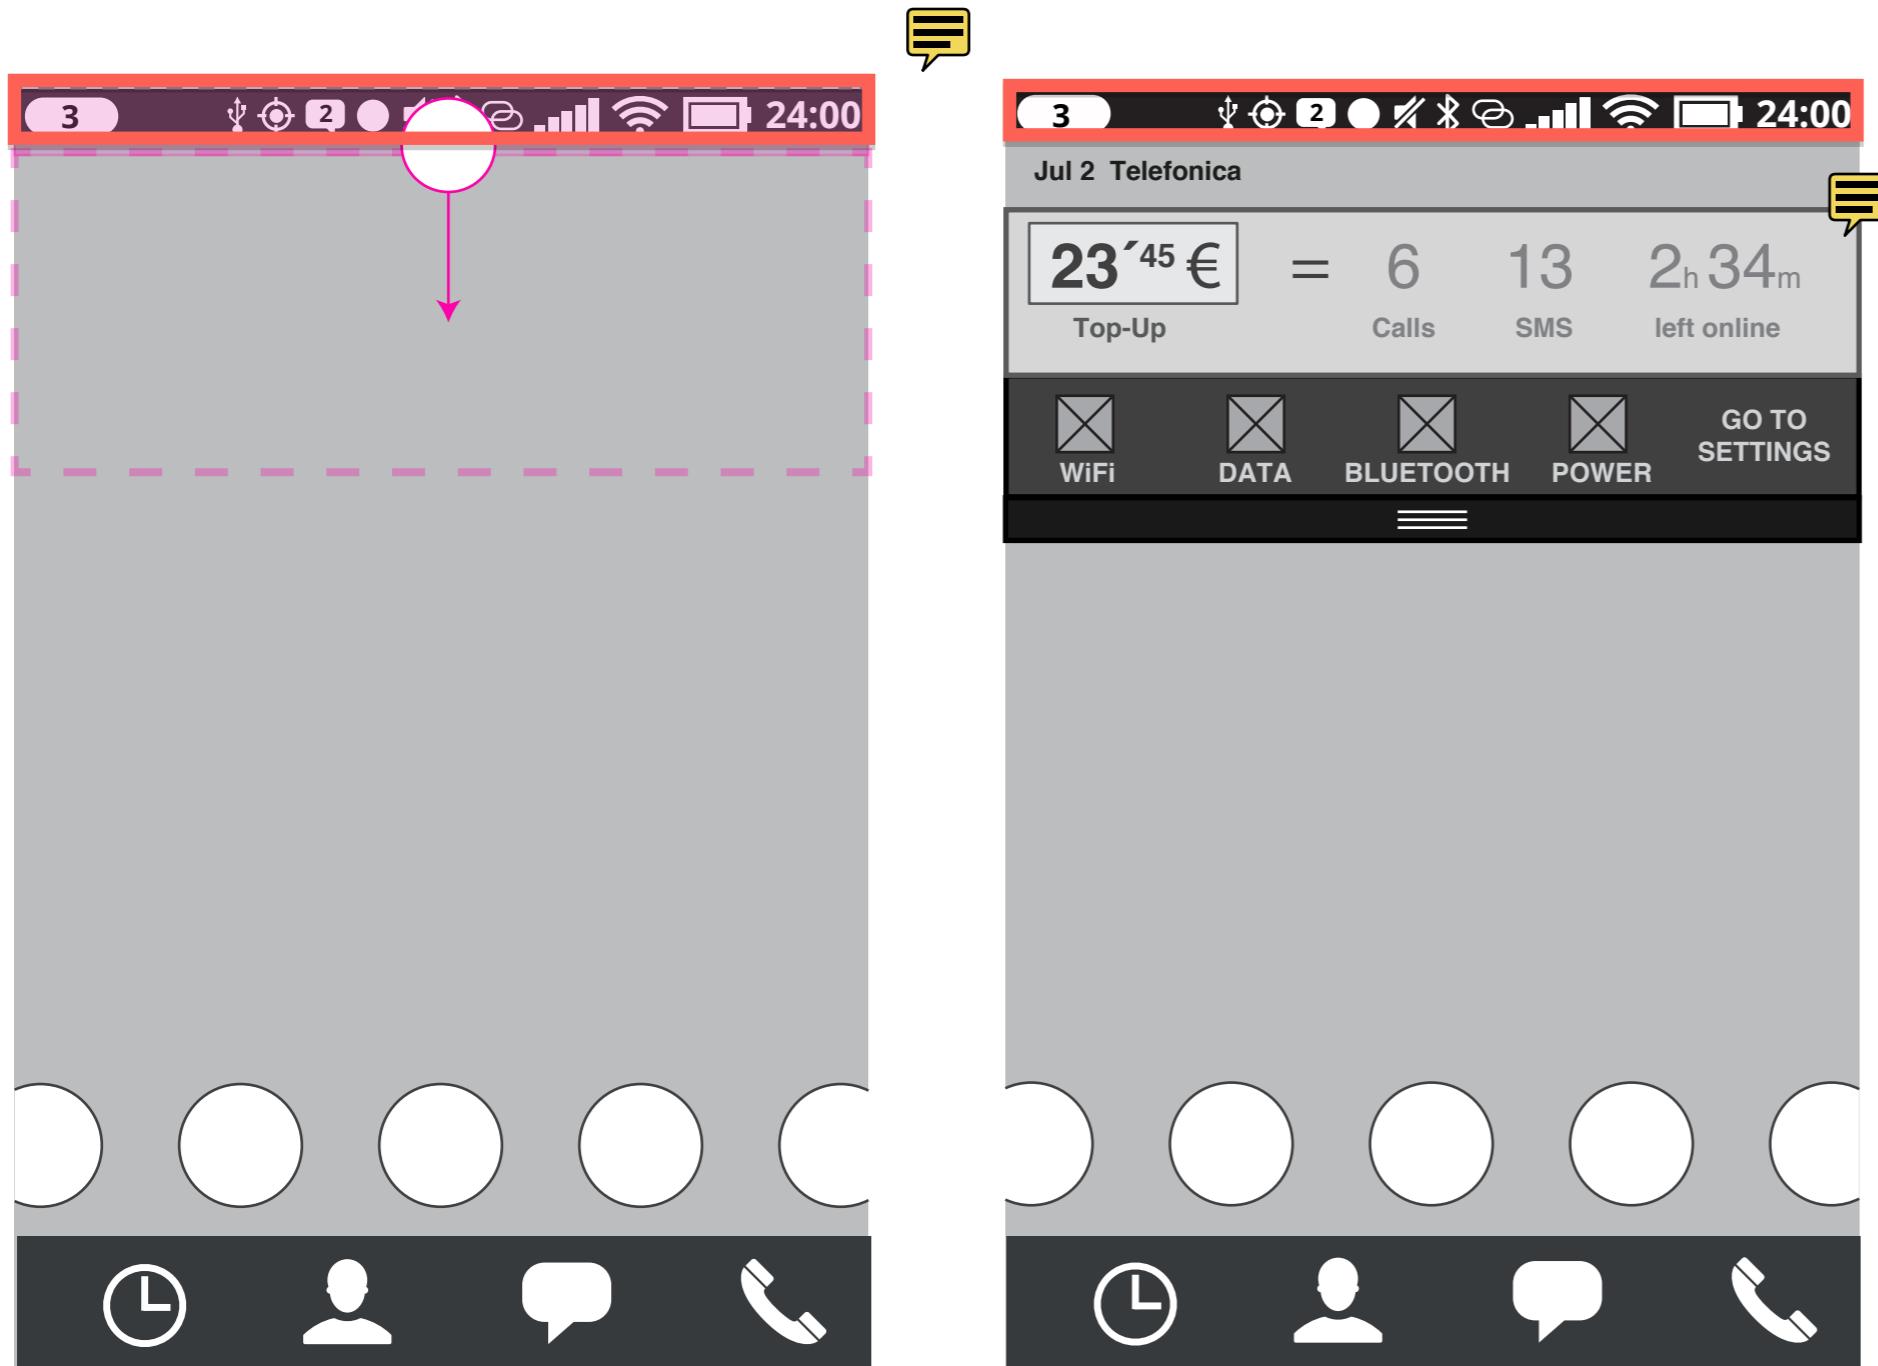 3 2 24:00
3 2 24:00
Jul 2 Telefonica
23´45 € = 6 13 2h 34m
Top-Up Calls SMS left online
WiFi DATA BLUETOOTH POWER GO TO
SETTINGS